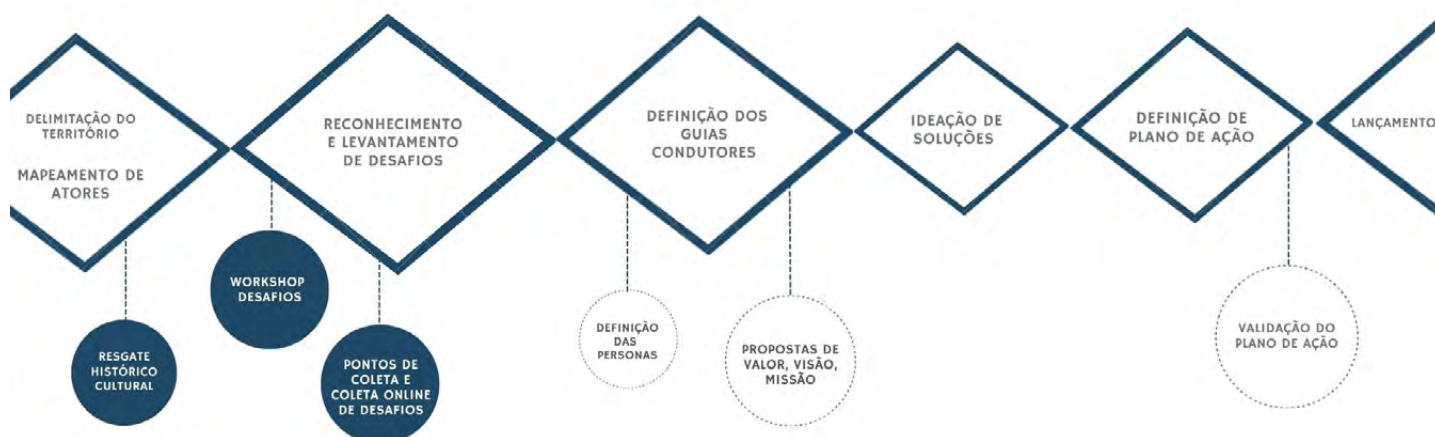 DELIMITAÇÃO DO
TERRITÓRIO
MAPEAMENTO DE
ATORES
RECONHECIMENTO
E LEVANTAMENTO
DE DESAFIOS
DEFINIÇÃO DOS
GUIAS
CONDUTORES
IDEAÇÃO DE
SOLUÇÕES
DEFINIÇÃO DE
PLANO DE AÇÃO
LANÇAMENTO
RESGATE
HISTÓRICO
CULTURAL
WORKSHOP
DESAFIOS
PONTOS DE
COLETA E
COLETA ONLINE
DE DESAFIOS
DEFINIÇÃO
DAS
PERSONAS
PROPOSTAS DE
VALOR, VISÃO,
MISSÃO
VALIDAÇÃO DO
PLANO DE AÇÃO